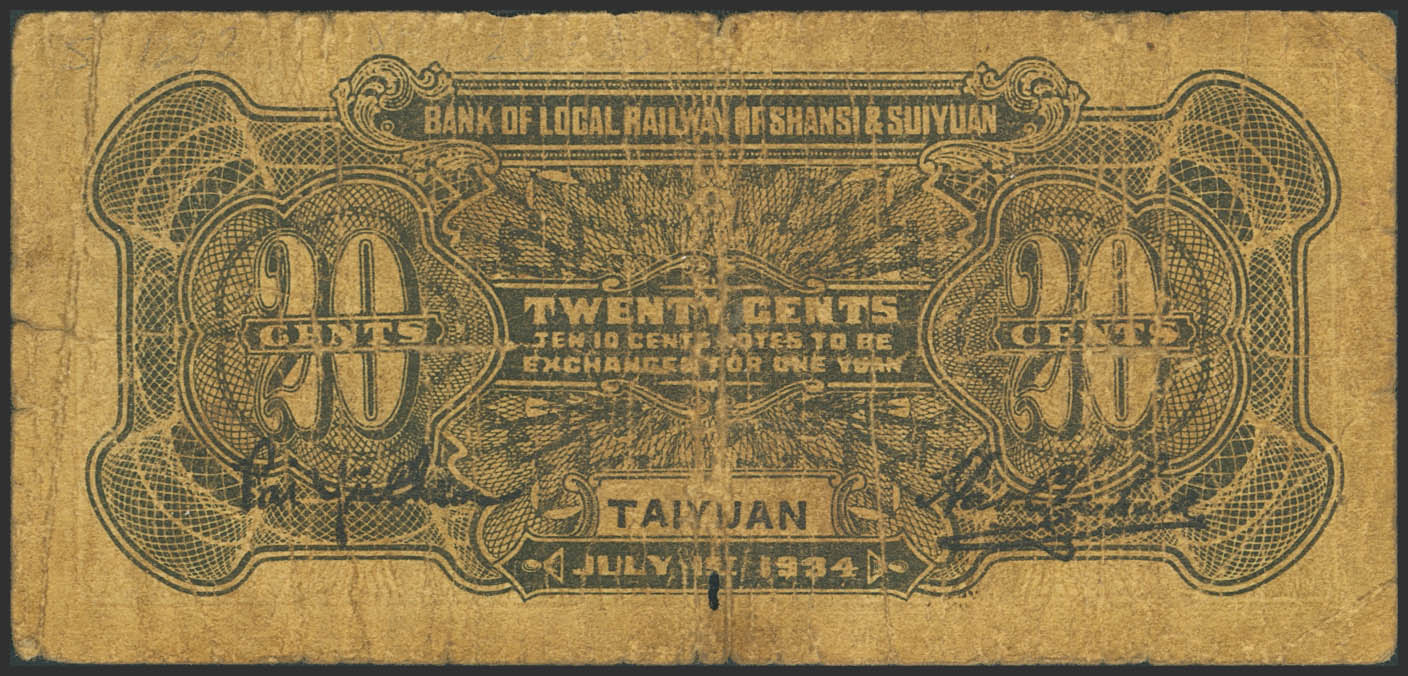 BANK OF LOCAL RAILWAY OF SHANSI & SUIYUAN
20 20
CENTS CENTS
TWENTY CENTS
TEN 10 CENTS NOTES TO BE
EXCHANGED FOR ONE YUAN
TAIYUAN
JULY 1st 1934